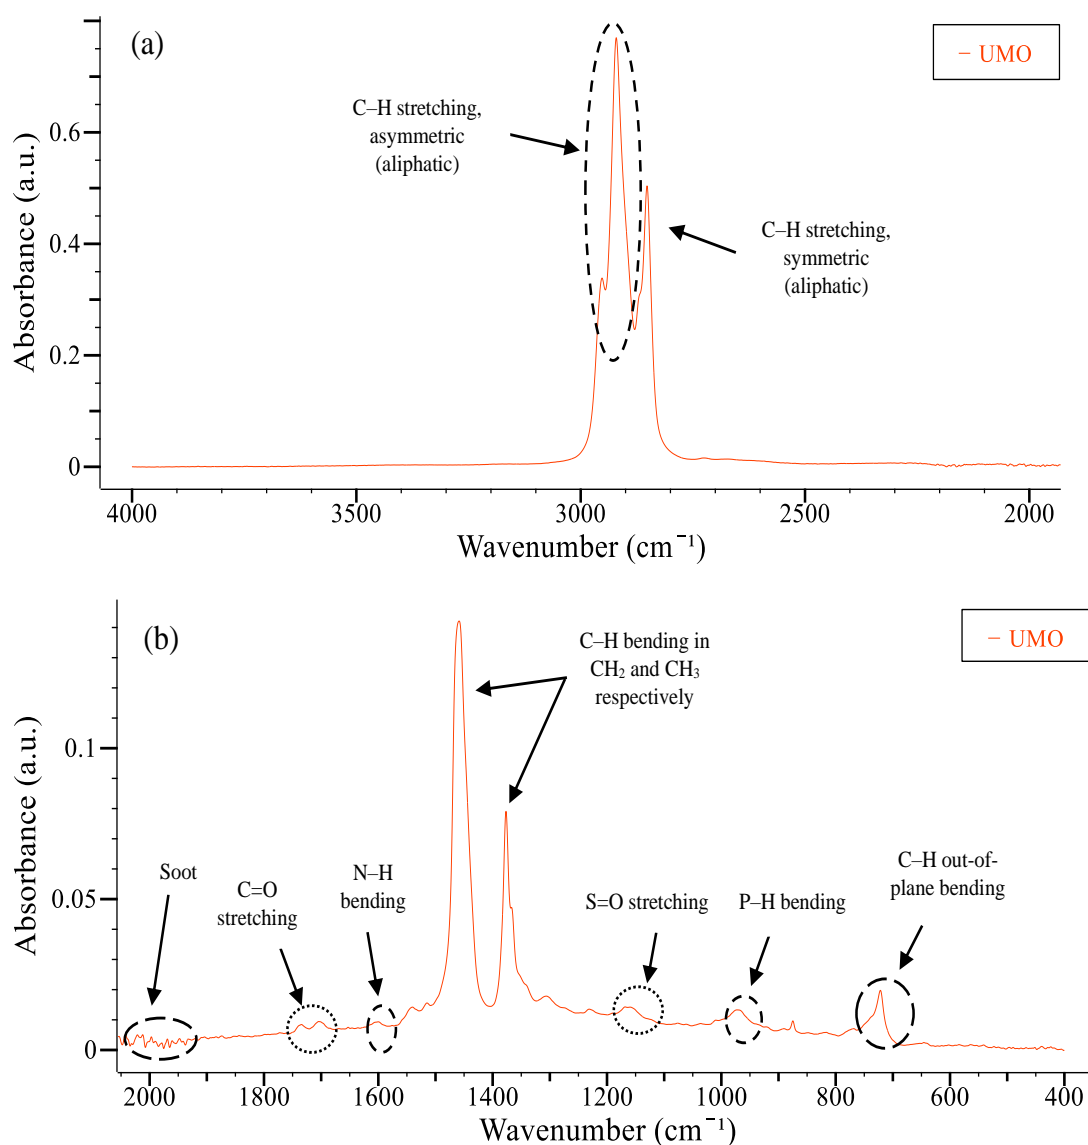 (a)
− UMO
C–H stretching,
asymmetric
(aliphatic)
C–H stretching,
symmetric
(aliphatic)
Absorbance (a.u.)
0.6
0.4
0.2
0
4000 3500 3000 2500 2000
Wavenumber (cm⁻¹)
(b)
− UMO
C–H bending in
CH₂ and CH₃
respectively
Soot
C=O
stretching
N–H
bending
S=O stretching
P–H bending
C–H out-of-
plane bending
Absorbance (a.u.)
0.1
0.05
0
2000 1800 1600 1400 1200 1000 800 600 400
Wavenumber (cm⁻¹)